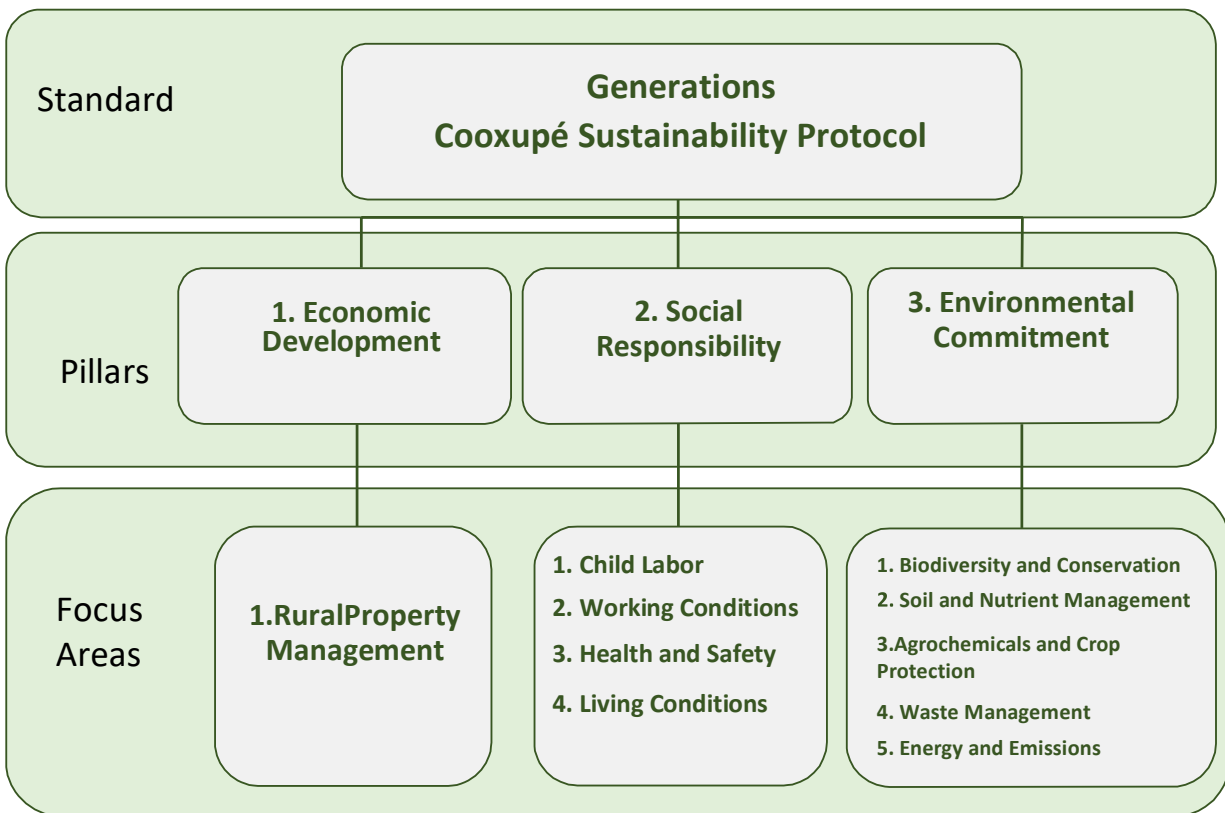 Standard
Generations
Cooxupé Sustainability Protocol
Pillars
1. Economic
Development
2. Social
Responsibility
3. Environmental
Commitment
Focus
Areas
1.RuralProperty
Management
1. Child Labor
2. Working Conditions
3. Health and Safety
4. Living Conditions
1. Biodiversity and Conservation
2. Soil and Nutrient Management
3.Agrochemicals and Crop
Protection
4. Waste Management
5. Energy and Emissions